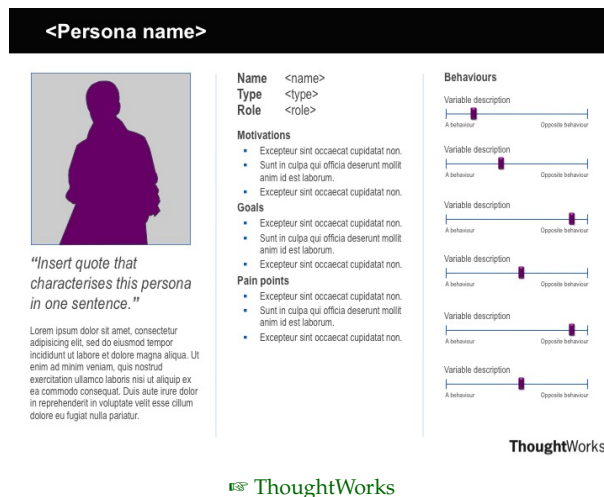 <Persona name>
“Insert quote that
characterises this persona
in one sentence.”
Lorem ipsum dolor sit amet, consectetur
adipisicing elit, sed do eiusmod tempor
incididunt ut labore et dolore magna aliqua. Ut
enim ad minim veniam, quis nostrud
exercitation ullamco laboris nisi ut aliquip ex
ea commodo consequat. Duis aute irure dolor
in reprehenderit in voluptate velit esse cillum
dolore eu fugiat nulla pariatur.
Name <name>
Type <type>
Role <role>
Motivations
▪ Excepteur sint occaecat cupidatat non.
▪ Sunt in culpa qui officia deserunt mollit
anim id est laborum.
▪ Excepteur sint occaecat cupidatat non.
Goals
▪ Excepteur sint occaecat cupidatat non.
▪ Sunt in culpa qui officia deserunt mollit
anim id est laborum.
▪ Excepteur sint occaecat cupidatat non.
Pain points
▪ Excepteur sint occaecat cupidatat non.
▪ Sunt in culpa qui officia deserunt mollit
anim id est laborum.
▪ Excepteur sint occaecat cupidatat non.
Behaviours
Variable description
A behaviour Opposite behaviour
Variable description
A behaviour Opposite behaviour
Variable description
A behaviour Opposite behaviour
Variable description
A behaviour Opposite behaviour
Variable description
A behaviour Opposite behaviour
Variable description
A behaviour Opposite behaviour
ThoughtWorks
☞ ThoughtWorks